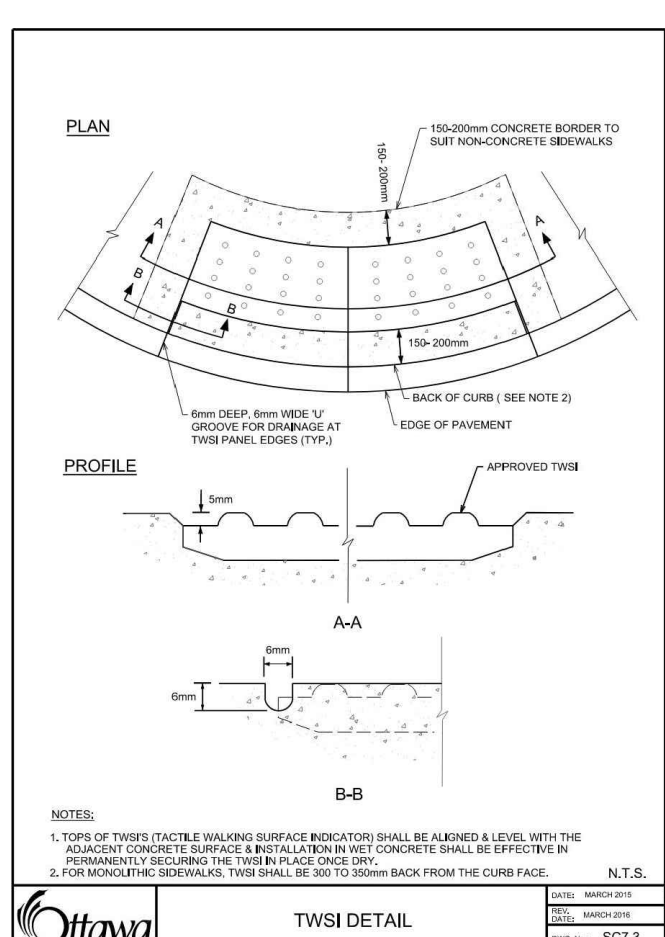 PLAN
150-200mm CONCRETE BORDER TO
SUIT NON-CONCRETE SIDEWALKS
150-200mm
A
A
B
B
150-200mm
BACK OF CURB ( SEE NOTE 2)
6mm DEEP, 6mm WIDE 'U'
GROOVE FOR DRAINAGE AT
TWSI PANEL EDGES (TYP.)
EDGE OF PAVEMENT
PROFILE
APPROVED TWSI
5mm
A-A
6mm
6mm
B-B
NOTES:
1. TOPS OF TWSI'S (TACTILE WALKING SURFACE INDICATOR) SHALL BE ALIGNED & LEVEL WITH THE
ADJACENT CONCRETE SURFACE & INSTALLATION IN WET CONCRETE SHALL BE EFFECTIVE IN
PERMANENTLY SECURING THE TWSI IN PLACE ONCE DRY.
2. FOR MONOLITHIC SIDEWALKS, TWSI SHALL BE 300 TO 350mm BACK FROM THE CURB FACE.
N.T.S.
Ottawa
TWSI DETAIL
DATE: MARCH 2015
REV.
DATE: MARCH 2016
SC7.3